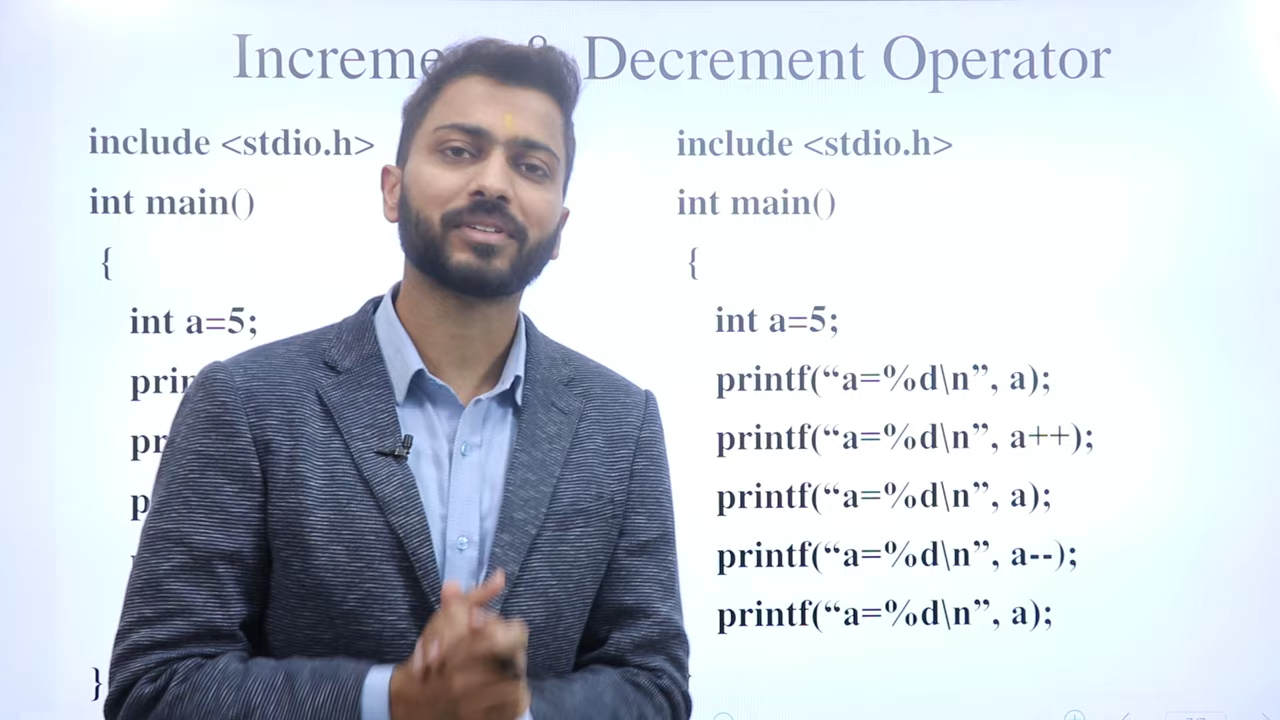 Increme & Decrement Operator
include <stdio.h>
int main()
{
int a=5;
prin
pr
p
}
include <stdio.h>
int main()
{
int a=5;
printf(“a=%d\n”, a);
printf(“a=%d\n”, a++);
printf(“a=%d\n”, a);
printf(“a=%d\n”, a--);
printf(“a=%d\n”, a);